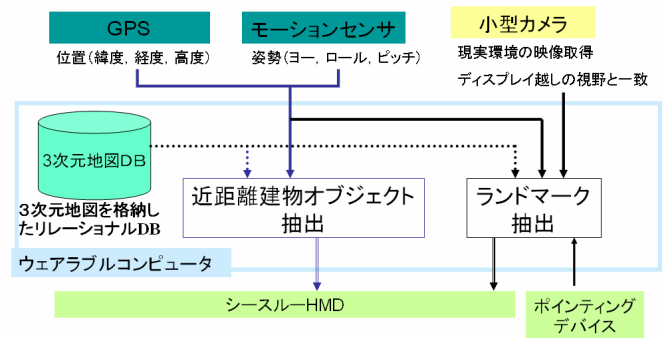 GPS
モーションセンサ
小型カメラ
位置(緯度，経度，高度)
姿勢(ヨー，ロール，ピッチ)
現実環境の映像取得
ディスプレイ越しの視野と一致
3次元地図DB
3次元地図を格納し
たリレーショナルDB
近距離建物オブジェクト
抽出
ランドマーク
抽出
ウェアラブルコンピュータ
シースルーHMD
ポインティング
デバイス